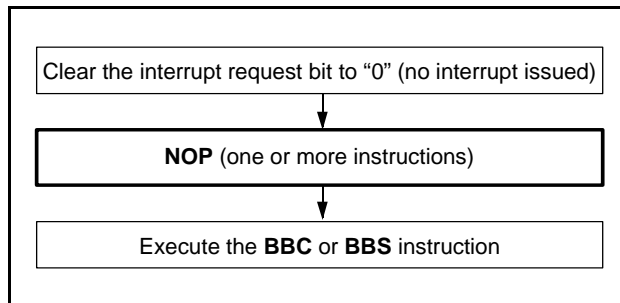 Clear the interrupt request bit to “0” (no interrupt issued)
NOP (one or more instructions)
Execute the BBC or BBS instruction